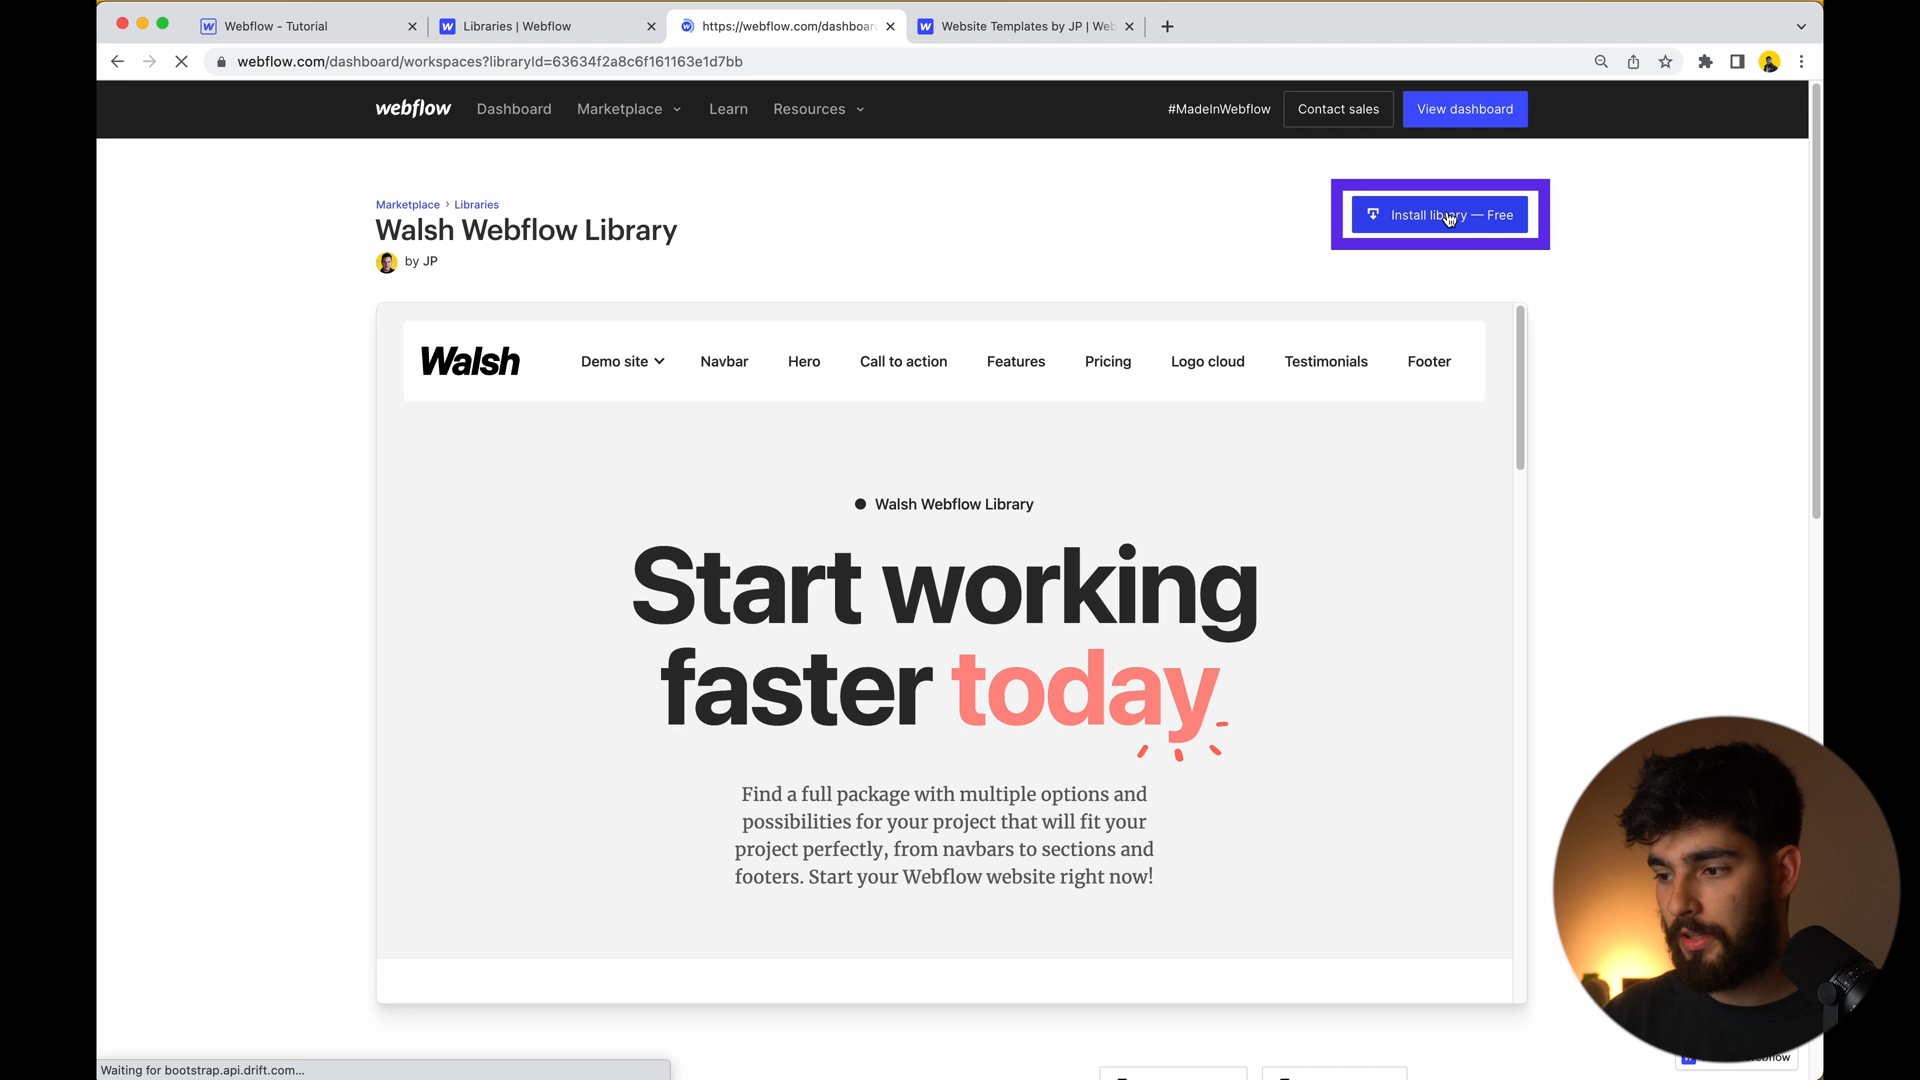 Webflow - Tutorial
Libraries | Webflow
https://webflow.com/dashboar
Website Templates by JP | Web
webflow.com/dashboard/workspaces?libraryId=63634f2a8c6f161163e1d7bb
webflow
Dashboard
Marketplace
Learn
Resources
#MadeInWebflow
Contact sales
View dashboard
Marketplace › Libraries
Install library — Free
Walsh Webflow Library
by JP
Walsh
Demo site
Navbar
Hero
Call to action
Features
Pricing
Logo cloud
Testimonials
Footer
Walsh Webflow Library
Start working
faster today
Find a full package with multiple options and
possibilities for your project that will fit your
project perfectly, from navbars to sections and
footers. Start your Webflow website right now!
Waiting for bootstrap.api.drift.com...